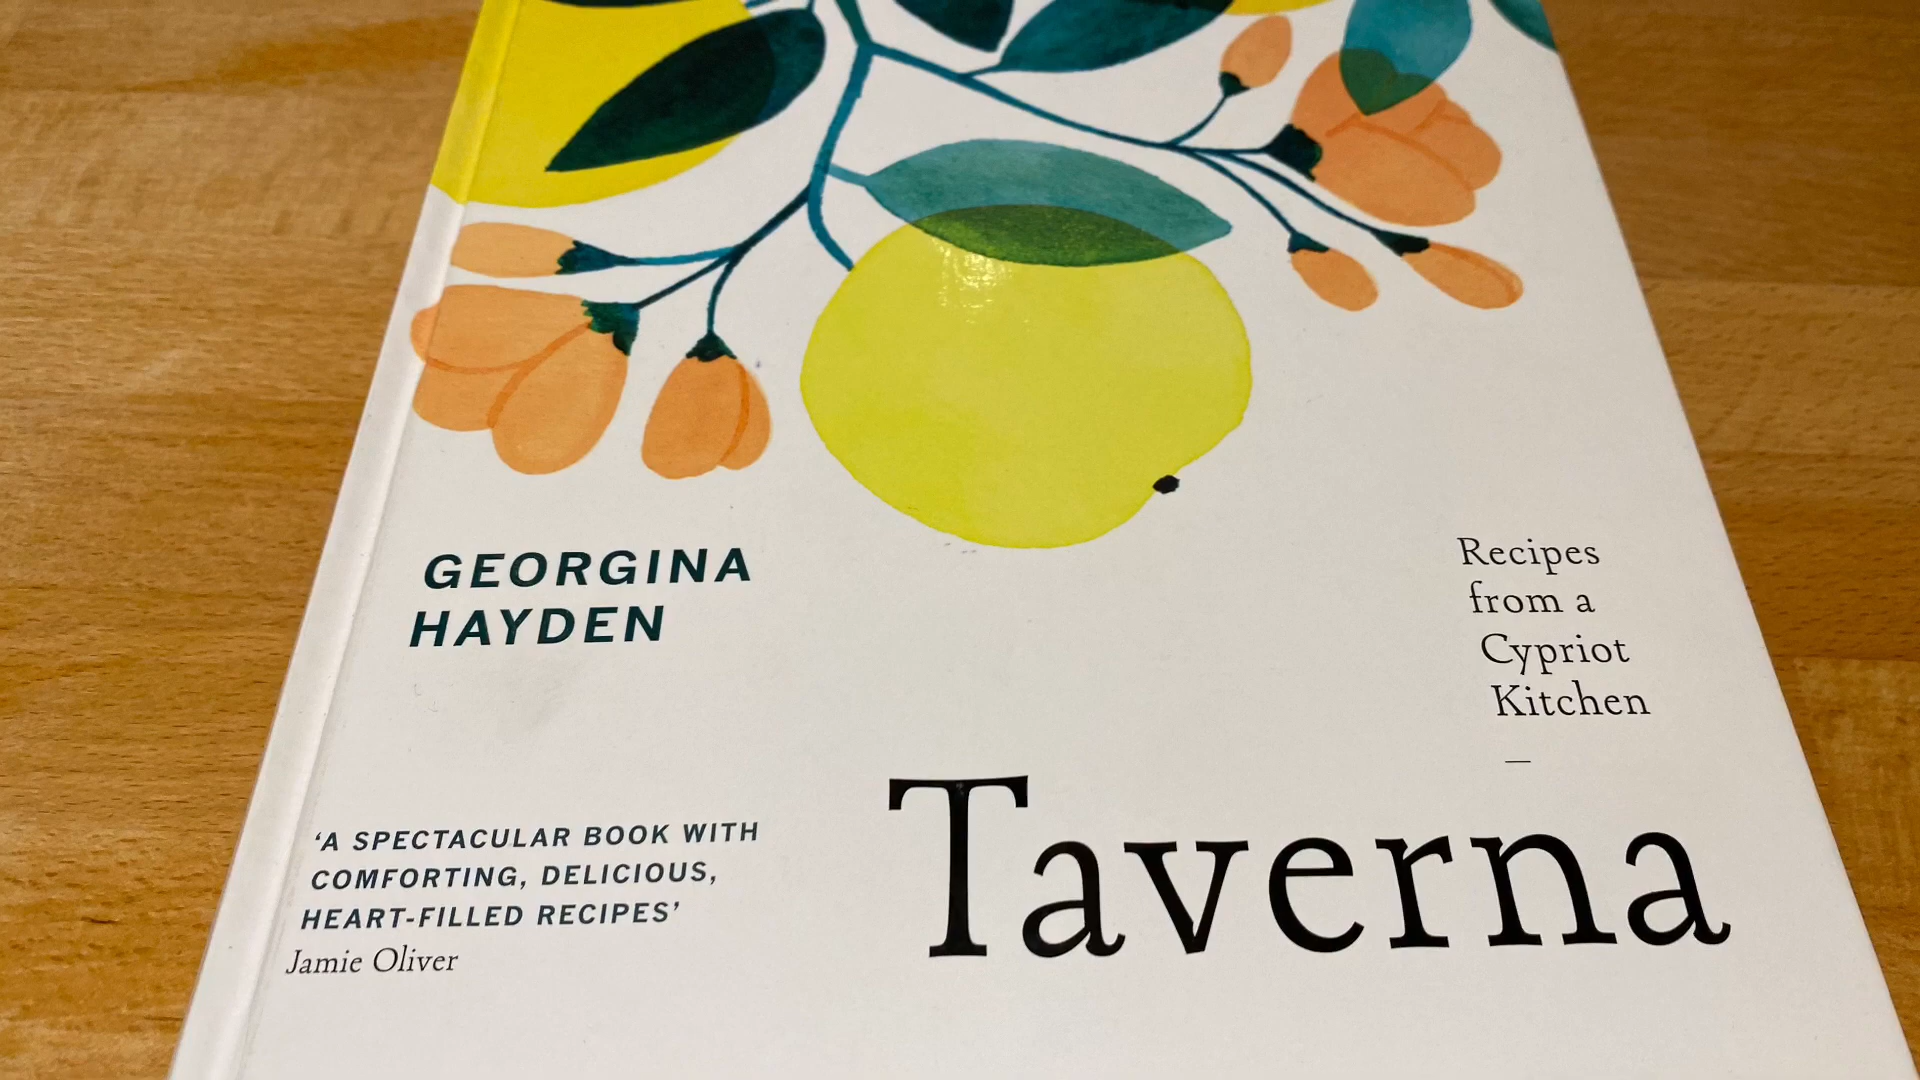 GEORGINA
HAYDEN
Recipes
from a
Cypriot
Kitchen
—
Taverna
‘A SPECTACULAR BOOK WITH
COMFORTING, DELICIOUS,
HEART-FILLED RECIPES’
Jamie Oliver